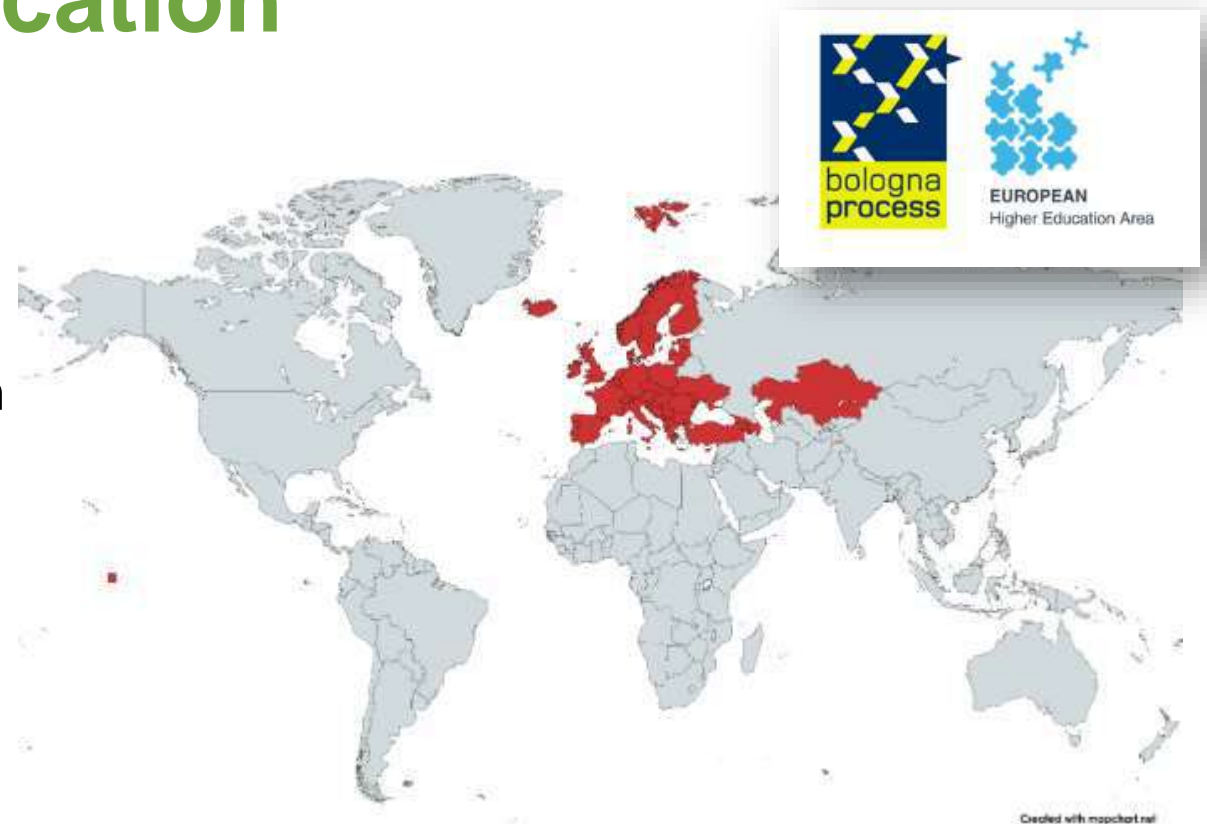 cation
bologna
process
EUROPEAN
Higher Education Area
n
Created with mapchart.net